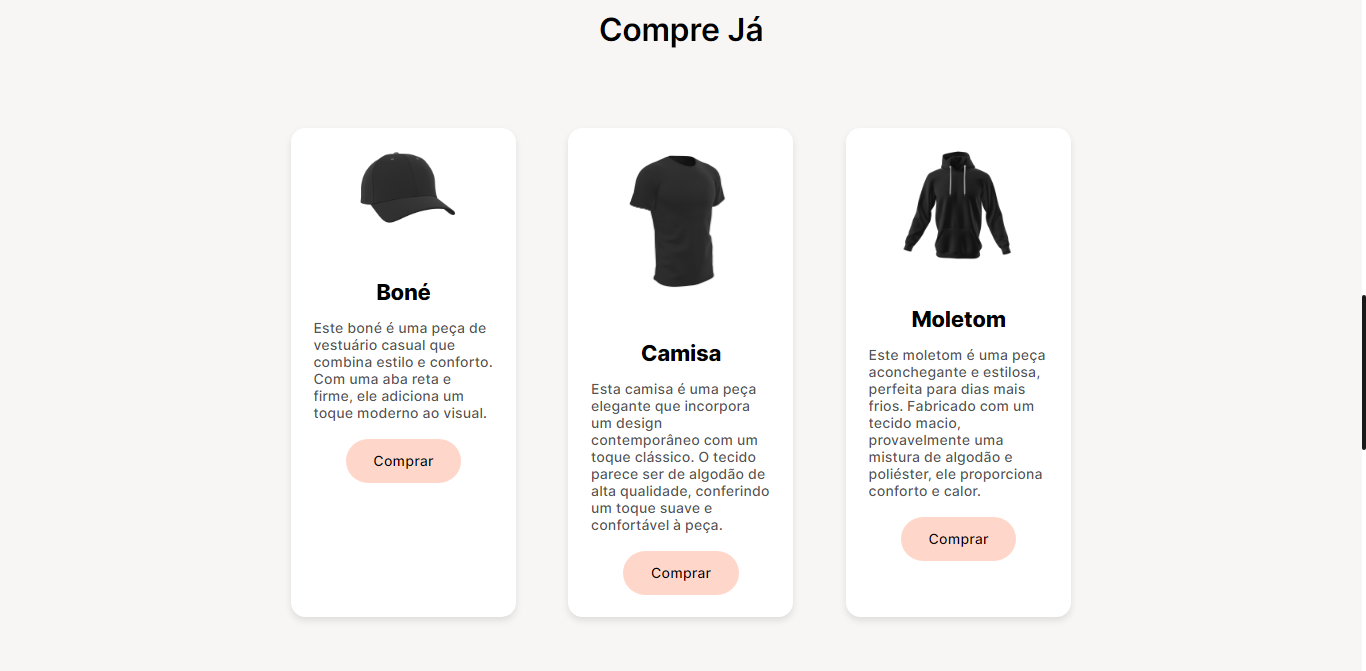 Compre Já
Boné
Este boné é uma peça de
vestuário casual que
combina estilo e conforto.
Com uma aba reta e
firme, ele adiciona um
toque moderno ao visual.
Comprar
Camisa
Esta camisa é uma peça
elegante que incorpora
um design
contemporâneo com um
toque clássico. O tecido
parece ser de algodão de
alta qualidade, conferindo
um toque suave e
confortável à peça.
Comprar
Moletom
Este moletom é uma peça
aconchegante e estilosa,
perfeita para dias mais
frios. Fabricado com um
tecido macio,
provavelmente uma
mistura de algodão e
poliéster, ele proporciona
conforto e calor.
Comprar